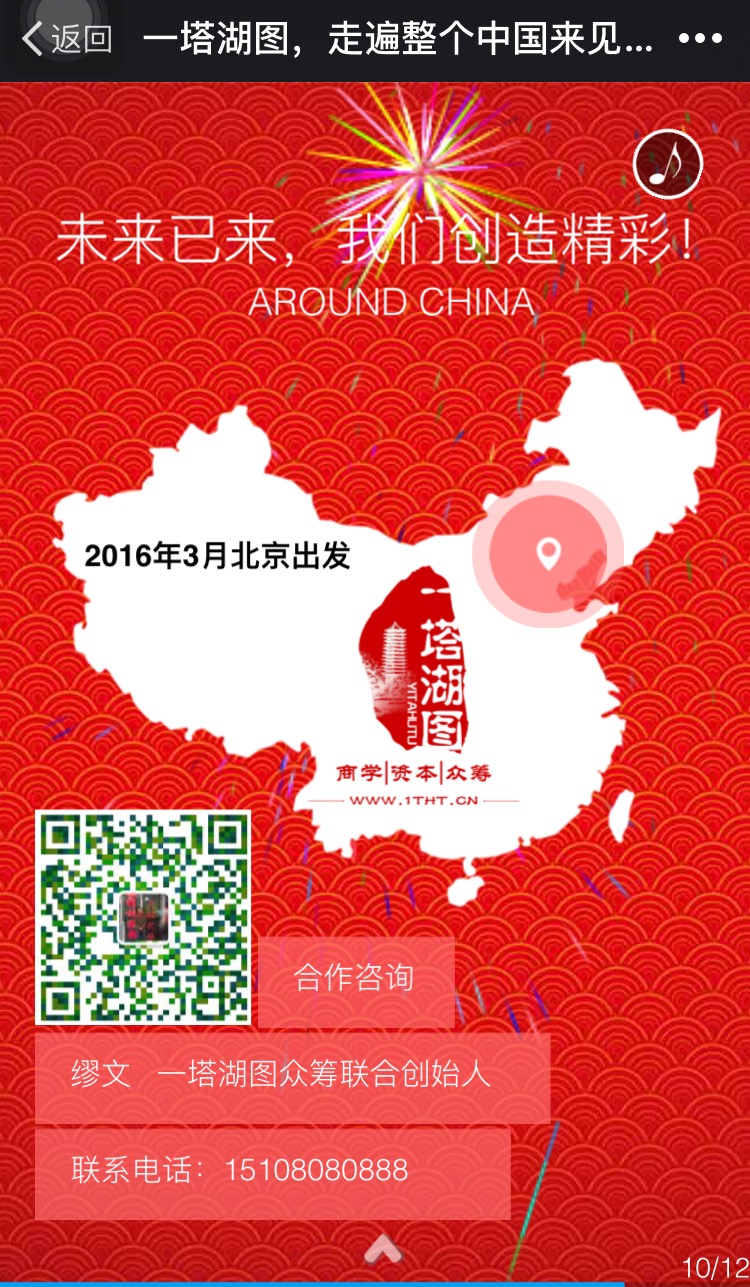 返回 一塔湖图，走遍整个中国来见...
未来已来，我们创造精彩！
AROUND CHINA
2016年3月北京出发
一塔湖图
YITAHUTU
商学|资本|众筹
WWW.1THT.CN
合作咨询
缪文 一塔湖图众筹联合创始人
联系电话：15108080888
10/12